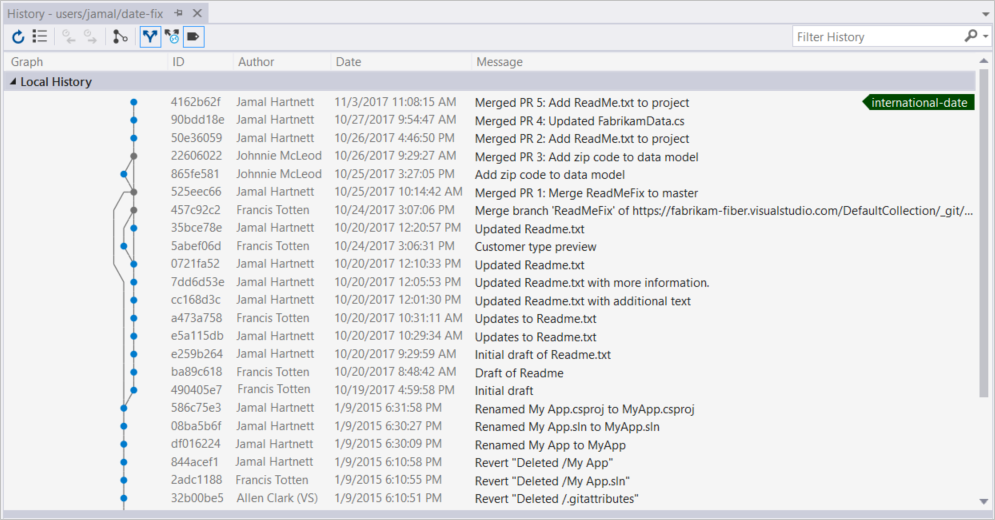 History - users/jamal/date-fix
Filter History
Graph ID Author Date Message
Local History
4162b62f Jamal Hartnett 11/3/2017 11:08:15 AM Merged PR 5: Add ReadMe.txt to project international-date
90bdd18e Jamal Hartnett 10/27/2017 9:54:47 AM Merged PR 4: Updated FabrikamData.cs
50e36059 Jamal Hartnett 10/26/2017 4:46:50 PM Merged PR 2: Add ReadMe.txt to project
22606022 Johnnie McLeod 10/26/2017 9:29:27 AM Merged PR 3: Add zip code to data model
865fe581 Johnnie McLeod 10/25/2017 3:27:05 PM Add zip code to data model
525eec66 Jamal Hartnett 10/25/2017 10:14:42 AM Merged PR 1: Merge ReadMeFix to master
457c92c2 Francis Totten 10/24/2017 3:07:06 PM Merge branch 'ReadMeFix' of https://fabrikam-fiber.visualstudio.com/DefaultCollection/_git/...
35bce78e Jamal Hartnett 10/20/2017 12:20:57 PM Updated Readme.txt
5abef06d Francis Totten 10/24/2017 3:06:31 PM Customer type preview
0721fa52 Jamal Hartnett 10/20/2017 12:10:33 PM Updated Readme.txt
7dd6d53e Jamal Hartnett 10/20/2017 12:05:53 PM Updated Readme.txt with more information.
cc168d3c Jamal Hartnett 10/20/2017 12:01:30 PM Updated Readme.txt with additional text
a473a758 Francis Totten 10/20/2017 10:31:11 AM Updates to Readme.txt
e5a115db Jamal Hartnett 10/20/2017 10:29:34 AM Updates to Readme.txt
e259b264 Jamal Hartnett 10/20/2017 9:29:59 AM Initial draft of Readme.txt
ba89c618 Francis Totten 10/20/2017 8:48:42 AM Draft of Readme
490405e7 Francis Totten 10/19/2017 4:59:58 PM Initial draft
586c75e3 Jamal Hartnett 1/9/2015 6:31:58 PM Renamed My App.csproj to MyApp.csproj
08ba5b6f Jamal Hartnett 1/9/2015 6:30:27 PM Renamed My App.sln to MyApp.sln
df016224 Jamal Hartnett 1/9/2015 6:30:09 PM Renamed My App to MyApp
844acef1 Jamal Hartnett 1/9/2015 6:10:58 PM Revert "Deleted /My App"
2adc1188 Francis Totten 1/9/2015 6:10:55 PM Revert "Deleted /My App.sln"
32b00be5 Allen Clark (VS) 1/9/2015 6:10:51 PM Revert "Deleted /.gitattributes"